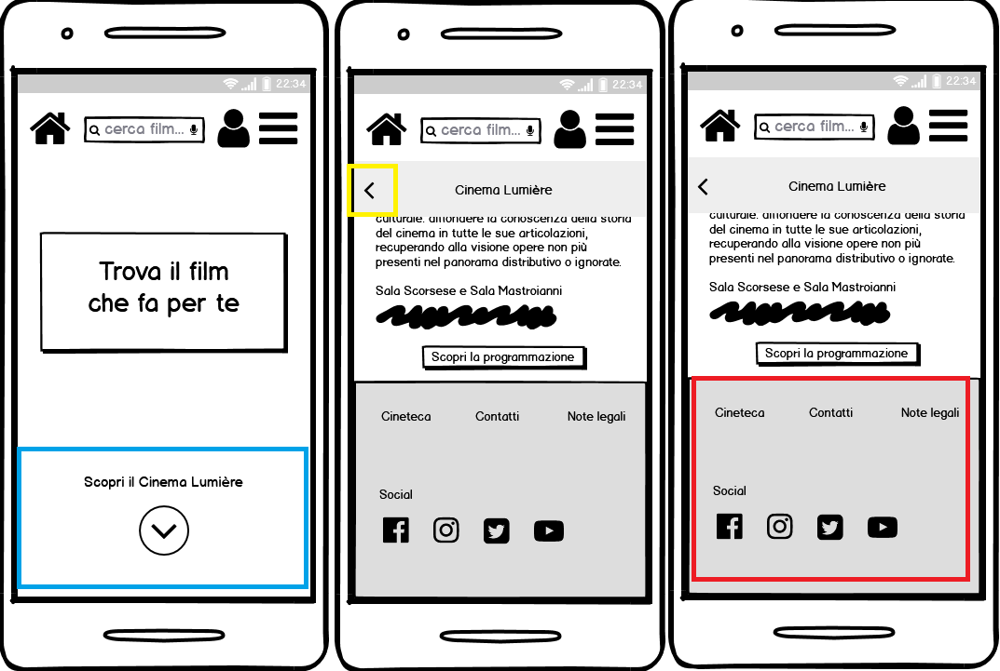 22:34
cerca film...
Trova il film
che fa per te
Scopri il Cinema Lumière
22:34
cerca film...
Cinema Lumière
culturale: diffondere la conoscenza della storia
del cinema in tutte le sue articolazioni,
recuperando alla visione opere non più
presenti nel panorama distributivo o ignorate.
Sala Scorsese e Sala Mastroianni
Scopri la programmazione
Cineteca Contatti Note legali
Social
22:34
cerca film...
Cinema Lumière
culturale: diffondere la conoscenza della storia
del cinema in tutte le sue articolazioni,
recuperando alla visione opere non più
presenti nel panorama distributivo o ignorate.
Sala Scorsese e Sala Mastroianni
Scopri la programmazione
Cineteca Contatti Note legali
Social